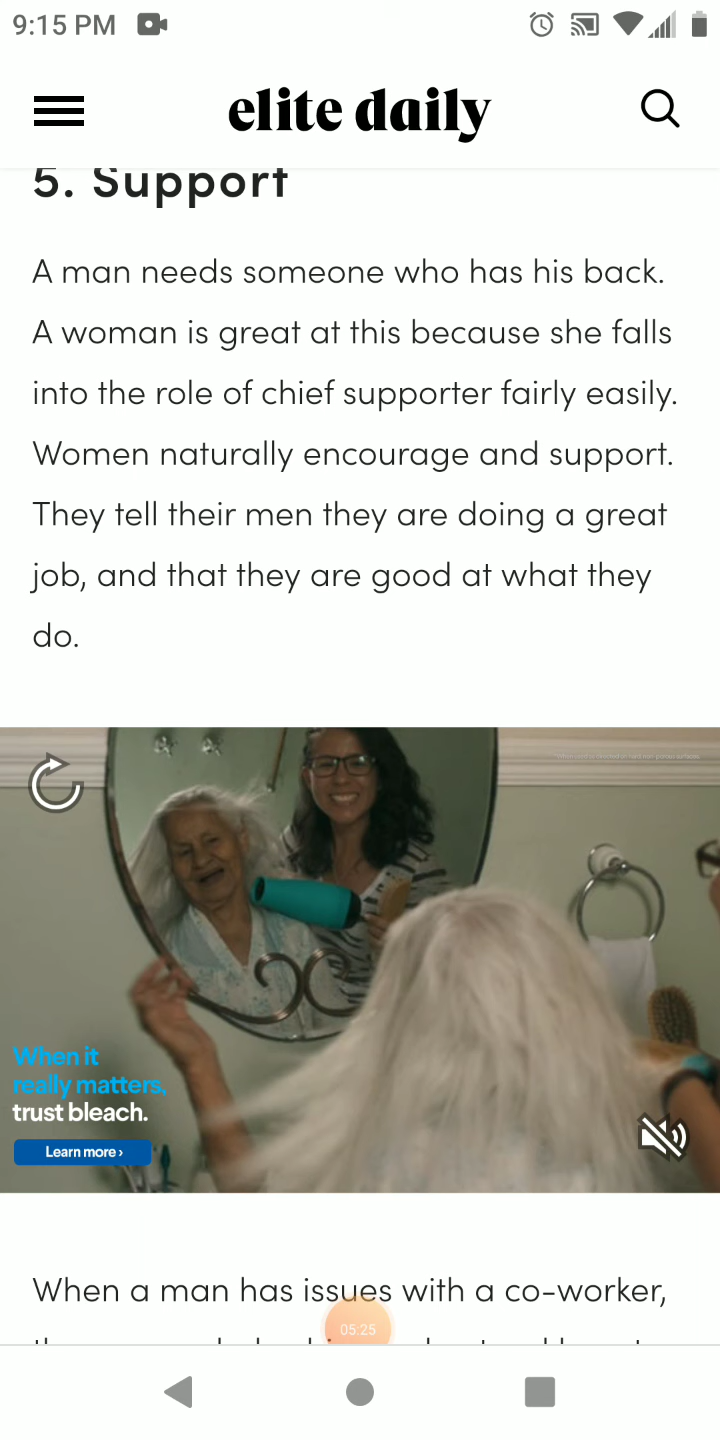 9:15 PM
elite daily
5. Support
A man needs someone who has his back.
A woman is great at this because she falls
into the role of chief supporter fairly easily.
Women naturally encourage and support.
They tell their men they are doing a great
job, and that they are good at what they
do.
When it
really matters,
trust bleach.
Learn more ›
When a man has issues with a co-worker,
05:25